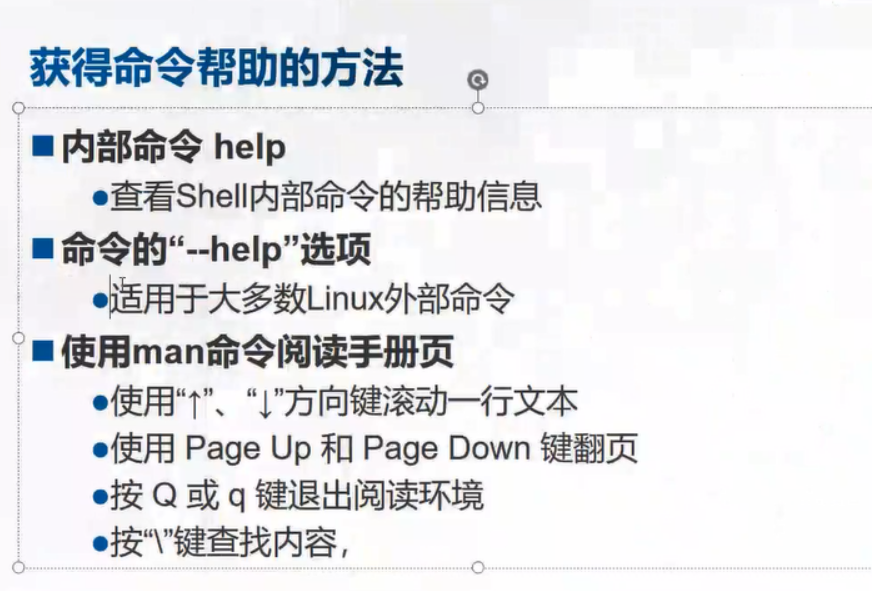 获得命令帮助的方法
内部命令 help
查看Shell内部命令的帮助信息
命令的“--help”选项
适用于大多数Linux外部命令
使用man命令阅读手册页
使用“↑”、“↓”方向键滚动一行文本
使用 Page Up 和 Page Down 键翻页
按 Q 或 q 键退出阅读环境
按“\”键查找内容，